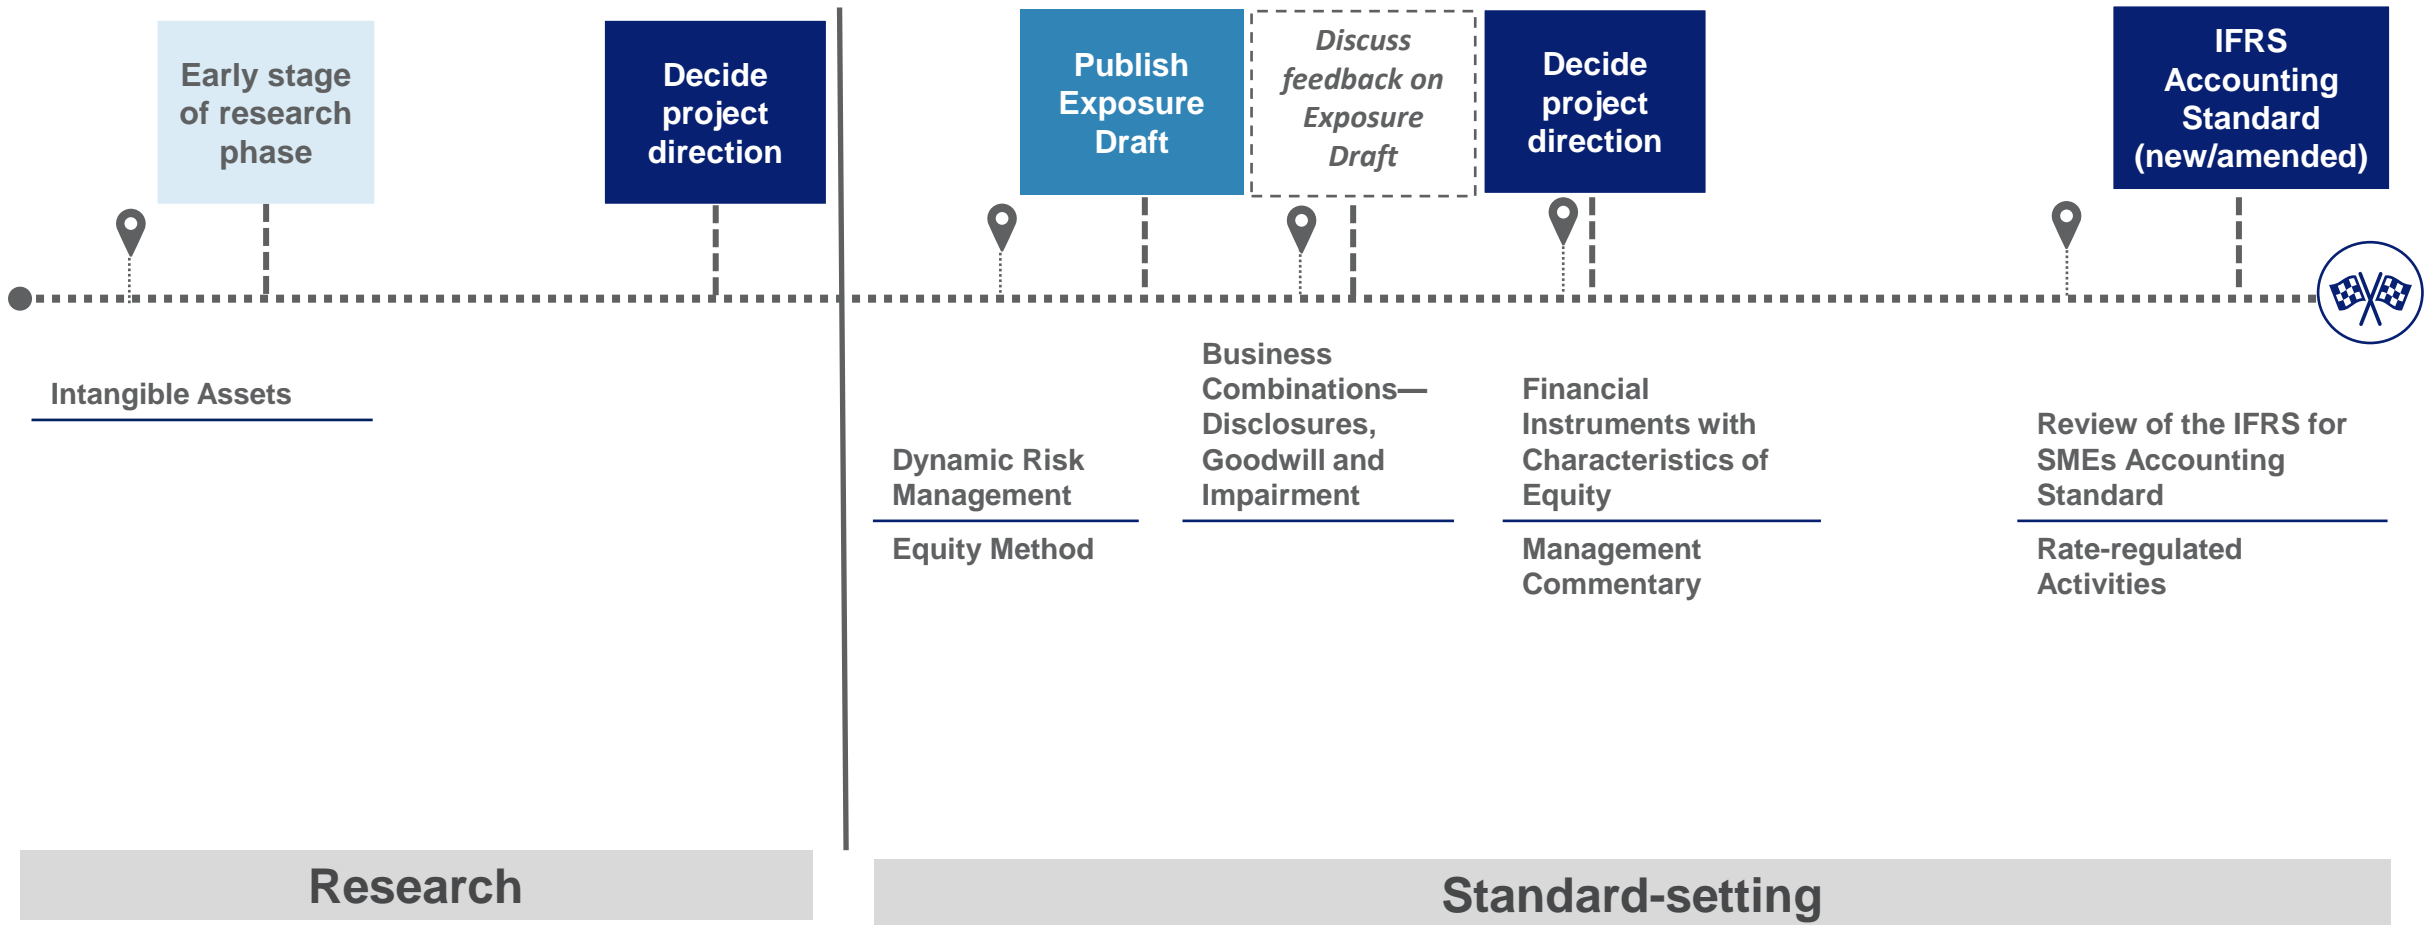 Early stage
of research
phase
Decide
project
direction
Publish
Exposure
Draft
Discuss
feedback on
Exposure
Draft
Decide
project
direction
IFRS
Accounting
Standard
(new/amended)
Intangible Assets
Dynamic Risk
Management
Equity Method
Business
Combinations—
Disclosures,
Goodwill and
Impairment
Financial
Instruments with
Characteristics of
Equity
Management
Commentary
Review of the IFRS for
SMEs Accounting
Standard
Rate-regulated
Activities
Research
Standard-setting